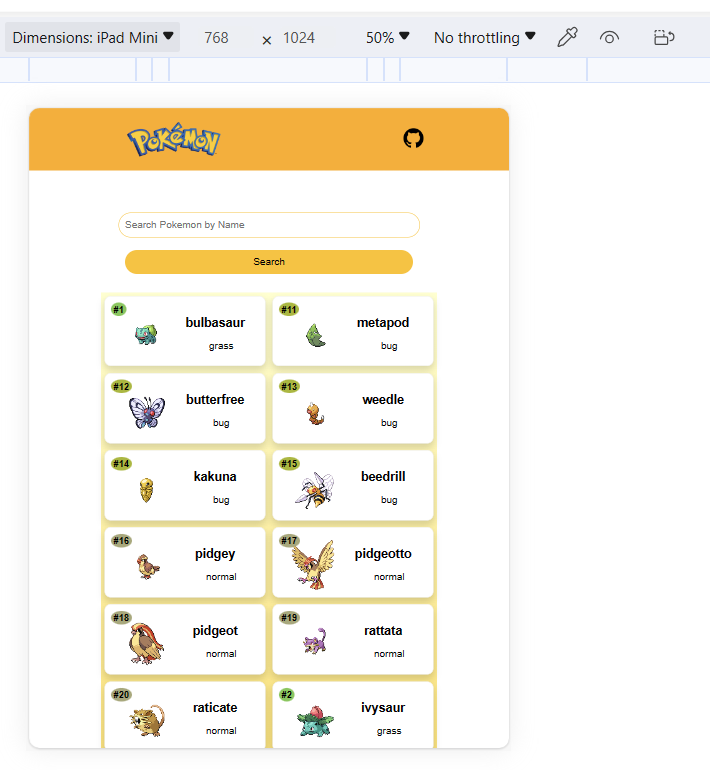 Dimensions: iPad Mini 768 × 1024 50% No throttling
POKéMON
Search Pokemon by Name
Search
#1 bulbasaur
grass
#11 metapod
bug
#12 butterfree
bug
#13 weedle
bug
#14 kakuna
bug
#15 beedrill
bug
#16 pidgey
normal
#17 pidgeotto
normal
#18 pidgeot
normal
#19 rattata
normal
#20 raticate
normal
#2 ivysaur
grass